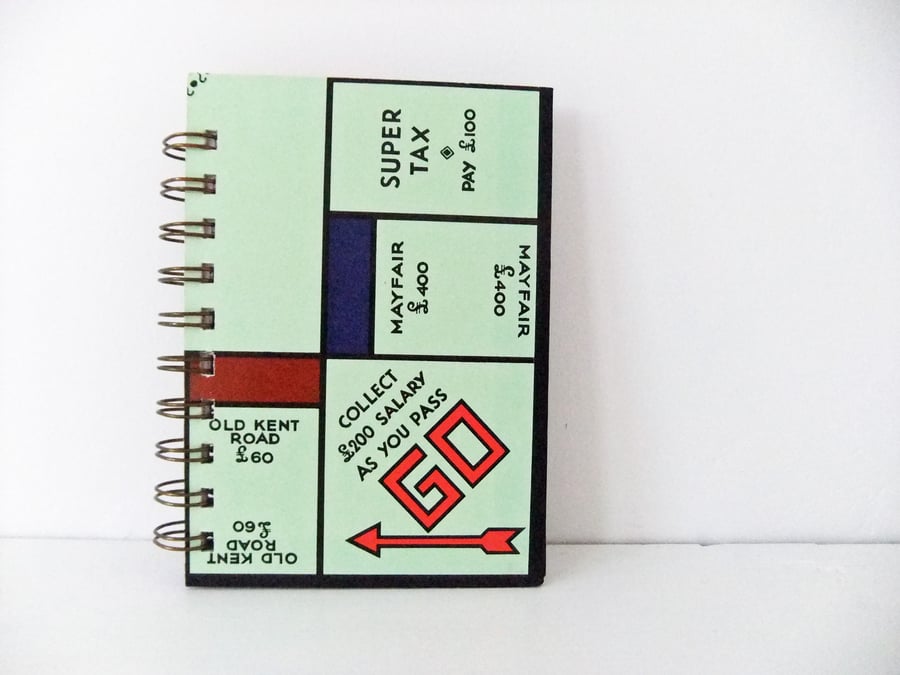 SUPER
TAX
PAY £100
MAYFAIR
£400
MAYFAIR
£400
COLLECT
£200 SALARY
AS YOU PASS
GO
OLD KENT
ROAD
£60
OLD KENT
ROAD
£60